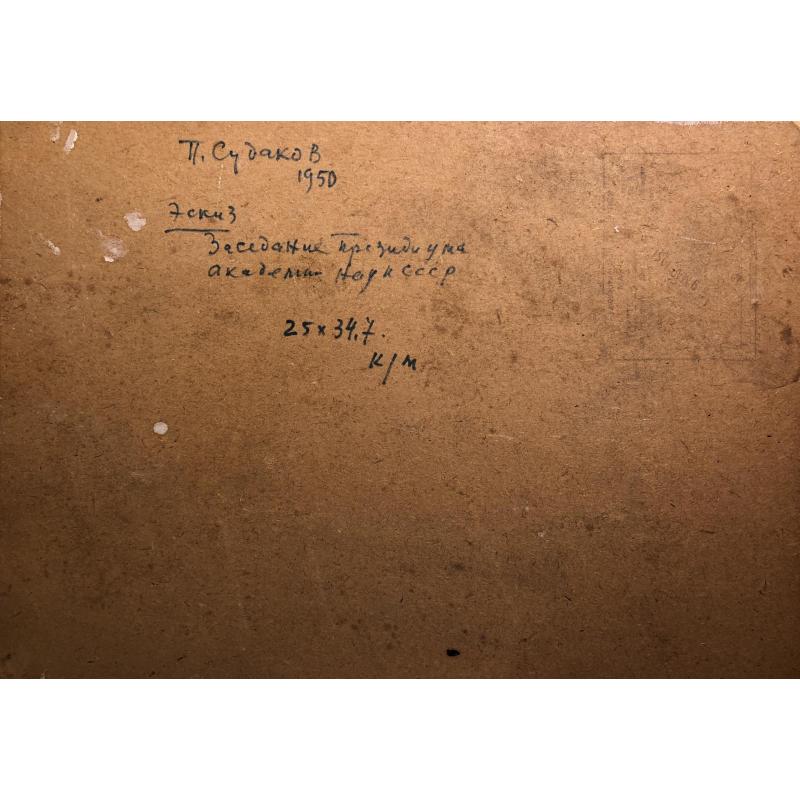 П. Судаков
1950
Эскиз
Заседание президиума
академии наук СССР
25 x 34,7.
к/м